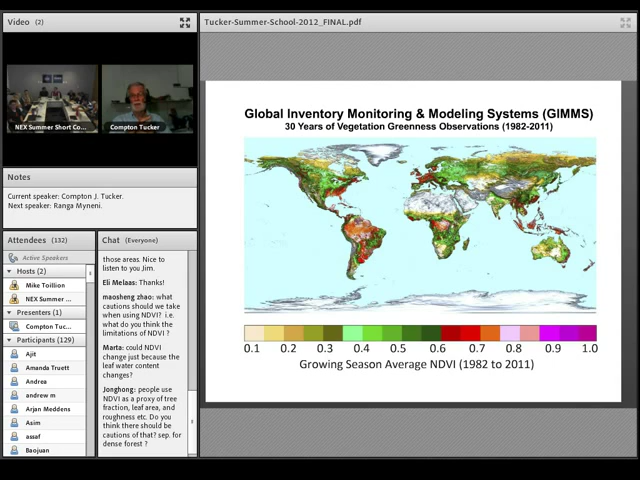 Video (2)
NEX Summer Short Co...
Compton Tucker
Notes
Current speaker: Compton J. Tucker.
Next speaker: Ranga Myneni.
Attendees (132)
Active Speakers
Hosts (2)
Mike Toillion
NEX Summer ...
Presenters (1)
Compton Tuc...
Participants (129)
Ajit
Amanda Truett
Andrea
andrew m
Arjan Meddens
Asim
assaf
Baojuan
Chat (Everyone)
those areas. Nice to
listen to you Jim.
Eli Melaas: Thanks!
maosheng zhao: what
cautions should we take
when using NDVI? i.e.
what do you think the
limitations of NDVI ?
Marta: could NDVI
change just because the
leaf water content
changes?
Jonghong: people use
NDVI as a proxy of tree
fraction, leaf area, and
roughness etc. Do you
think there should be
cautions of that? sep. for
dense forest ?
Tucker-Summer-School-2012_FINAL.pdf
Global Inventory Monitoring & Modeling Systems (GIMMS)
30 Years of Vegetation Greenness Observations (1982-2011)
0.1 0.2 0.3 0.4 0.5 0.6 0.7 0.8 0.9 1.0
Growing Season Average NDVI (1982 to 2011)